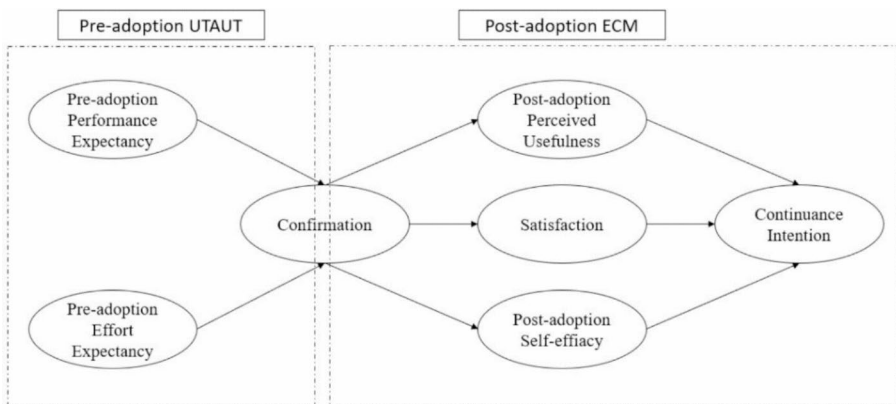 Pre-adoption UTAUT
Post-adoption ECM
Pre-adoption
Performance
Expectancy
Post-adoption
Perceived
Usefulness
Confirmation
Satisfaction
Continuance
Intention
Pre-adoption
Effort
Expectancy
Post-adoption
Self-effiacy